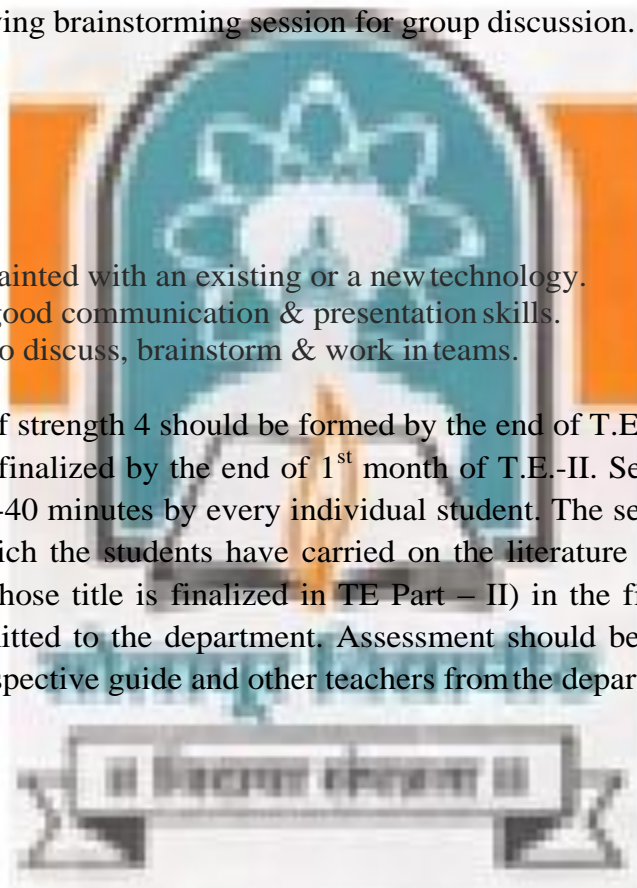 ing brainstorming session for group discussion.
ainted with an existing or a new technology.
good communication & presentation skills.
o discuss, brainstorm & work in teams.
f strength 4 should be formed by the end of T.E
finalized by the end of 1st month of T.E.-II. Se
-40 minutes by every individual student. The se
ich the students have carried on the literature
hose title is finalized in TE Part – II) in the f
itted to the department. Assessment should be
spective guide and other teachers from the depar